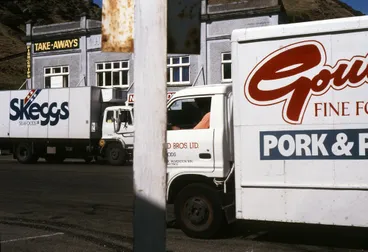 TAKE-AWAYS
Skeggs
Gou
FINE FO
PORK & P
D BROS LTD.